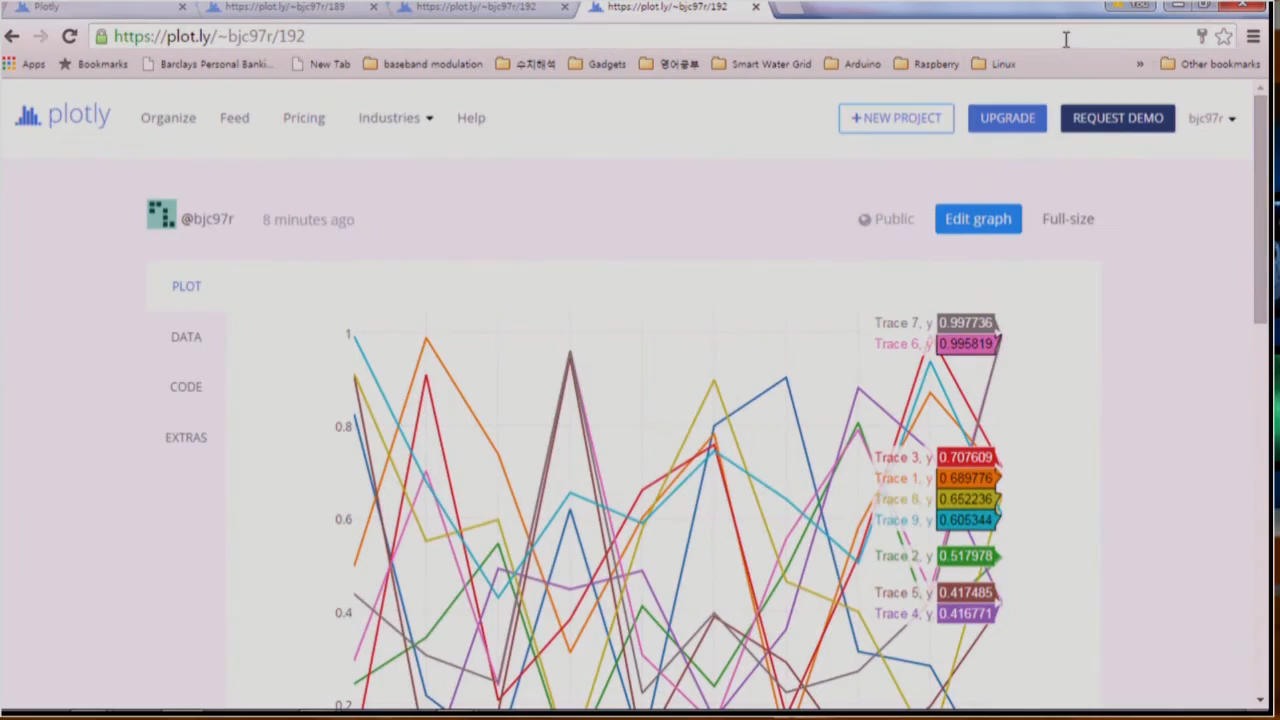 Plotly
https://plot.ly/~bjc97r/189
https://plot.ly/~bjc97r/192
https://plot.ly/~bjc97r/192
You
https://plot.ly/~bjc97r/192
Apps Bookmarks Barclays Personal Banki... New Tab baseband modulation 수치해석 Gadgets 영어공부 Smart Water Grid Arduino Raspberry Linux » Other bookmarks
plotly Organize Feed Pricing Industries Help +NEW PROJECT UPGRADE REQUEST DEMO bjc97r
@bjc97r 8 minutes ago Public Edit graph Full-size
PLOT
DATA
CODE
EXTRAS
1
0.8
0.6
0.4
0.2
Trace 7, y 0.997736
Trace 6, y 0.995819
Trace 3, y 0.707609
Trace 1, y 0.689776
Trace 8, y 0.652236
Trace 9, y 0.605344
Trace 2, y 0.517978
Trace 5, y 0.417485
Trace 4, y 0.416771